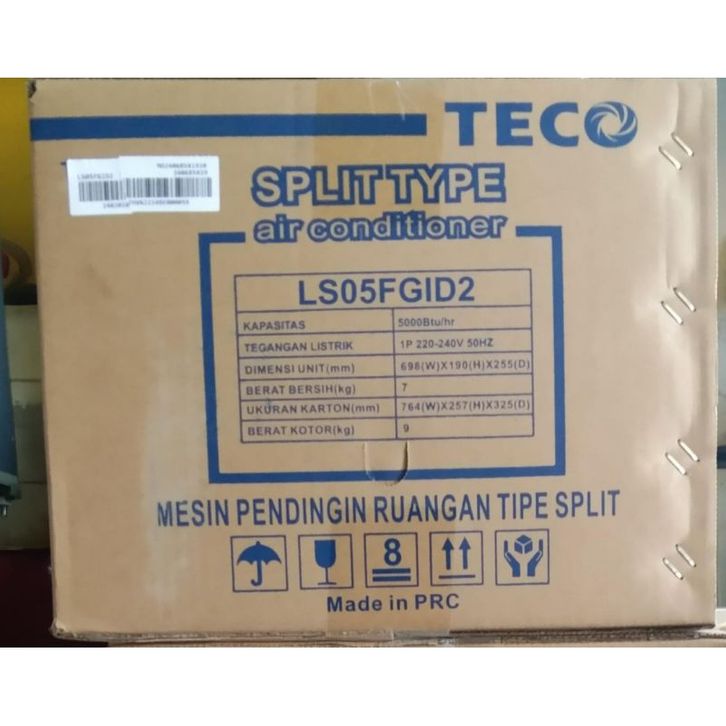 TECO
LS05FGID2
SPLIT TYPE
air conditioner
LS05FGID2
KAPASITAS 5000Btu/hr
TEGANGAN LISTRIK 1P 220-240V 50HZ
DIMENSI UNIT(mm) 698(W)X190(H)X255(D)
BERAT BERSIH(kg) 7
UKURAN KARTON(mm) 764(W)X257(H)X325(D)
BERAT KOTOR(kg) 9
MESIN PENDINGIN RUANGAN TIPE SPLIT
8
Made in PRC